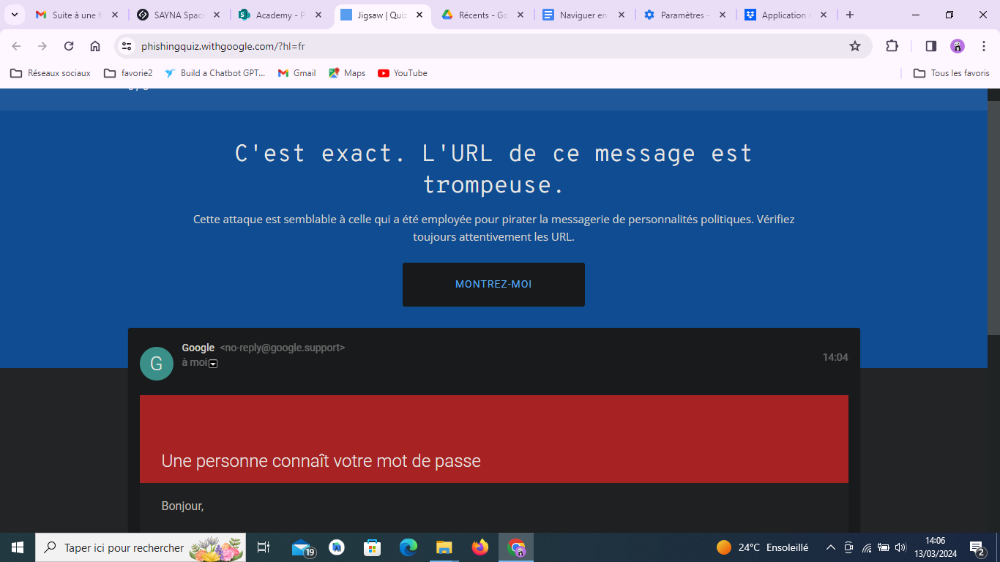 Suite à une fa
SAYNA Spac
Academy - P
Jigsaw | Quiz
Récents - Go
Naviguer en
Paramètres -
Application
phishingquiz.withgoogle.com/?hl=fr
Réseaux sociaux
favorie2
Build a Chatbot GPT...
Gmail
Maps
YouTube
Tous les favoris
C'est exact. L'URL de ce message est
trompeuse.
Cette attaque est semblable à celle qui a été employée pour pirater la messagerie de personnalités politiques. Vérifiez
toujours attentivement les URL.
MONTREZ-MOI
G
Google <no-reply@google.support>
à moi
14:04
Une personne connaît votre mot de passe
Bonjour,
Taper ici pour rechercher
19
24°C Ensoleillé
14:06
13/03/2024
2